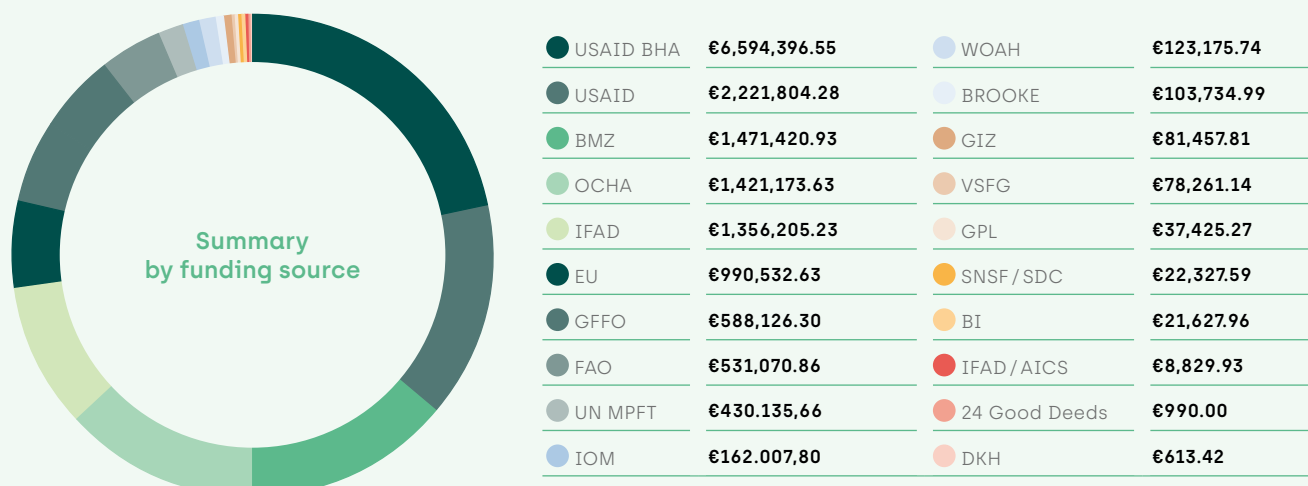 Summary
by funding source
USAID BHA €6,594,396.55
USAID €2,221,804.28
BMZ €1,471,420.93
OCHA €1,421,173.63
IFAD €1,356,205.23
EU €990,532.63
GFFO €588,126.30
FAO €531,070.86
UN MPFT €430.135,66
IOM €162.007,80
WOAH €123,175.74
BROOKE €103,734.99
GIZ €81,457.81
VSFG €78,261.14
GPL €37,425.27
SNSF/SDC €22,327.59
BI €21,627.96
IFAD/AICS €8,829.93
24 Good Deeds €990.00
DKH €613.42